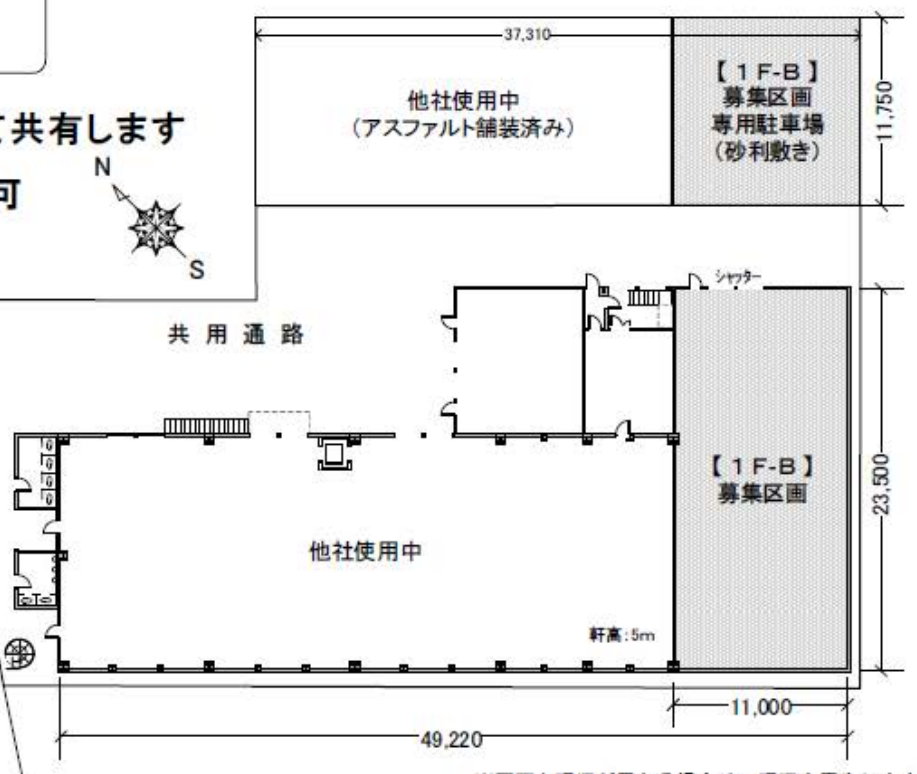 37,310
【1F-B】
募集区画
専用駐車場
(砂利敷き)
他社使用中
(アスファルト舗装済み)
11,750
共有します
N
可
S
シャッター
共用通路
【1F-B】
募集区画
23,500
他社使用中
軒高:5m
11,000
49,220